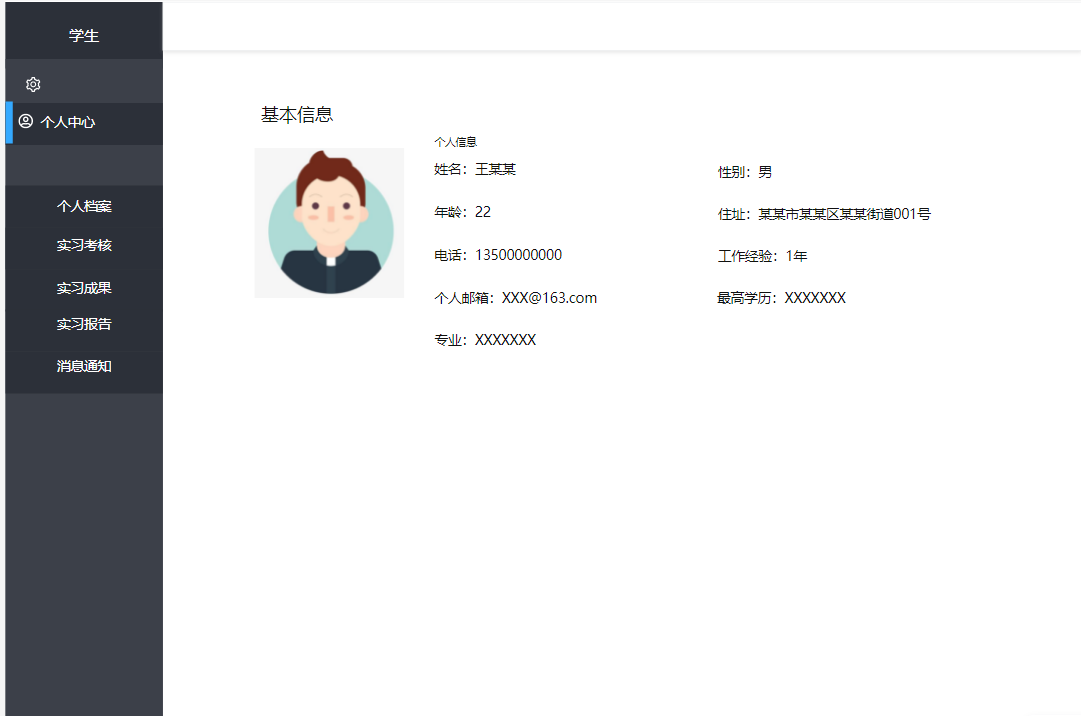 学生
个人中心
个人档案
实习考核
实习成果
实习报告
消息通知
基本信息
个人信息
姓名：王某某
性别：男
年龄：22
住址：某某市某某区某某街道001号
电话：13500000000
工作经验：1年
个人邮箱：XXX@163.com
最高学历：XXXXXXX
专业：XXXXXXX